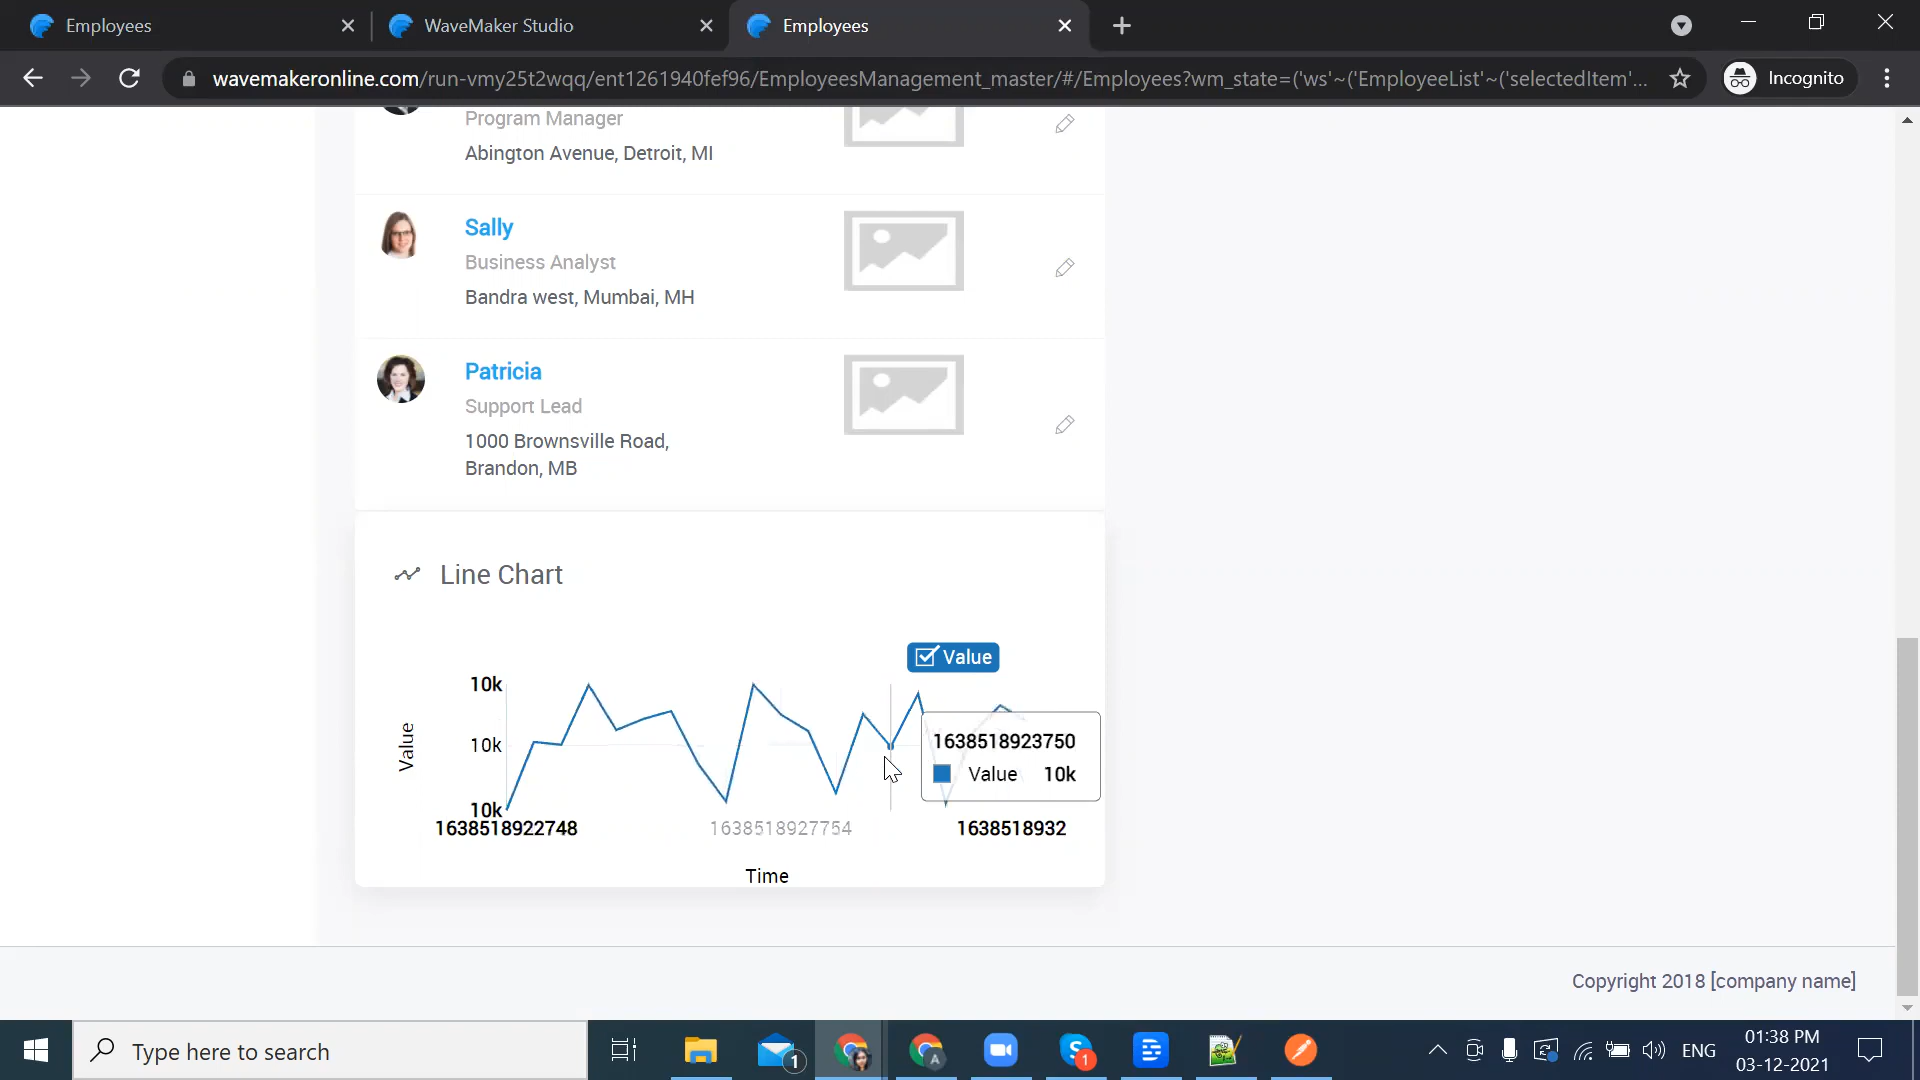 Employees
WaveMaker Studio
Employees
wavemakeronline.com/run-vmy25t2wqq/ent1261940fef96/EmployeesManagement_master/#/Employees?wm_state=('ws'~('EmployeeList'~('selectedItem'...
Incognito
Program Manager
Abington Avenue, Detroit, MI
Sally
Business Analyst
Bandra west, Mumbai, MH
Patricia
Support Lead
1000 Brownsville Road,
Brandon, MB
Line Chart
Value
10k
10k
10k
Value
1638518923750
Value 10k
1638518922748
1638518927754
1638518932
Time
Copyright 2018 [company name]
Type here to search
1
A
S
1
ENG
01:38 PM
03-12-2021